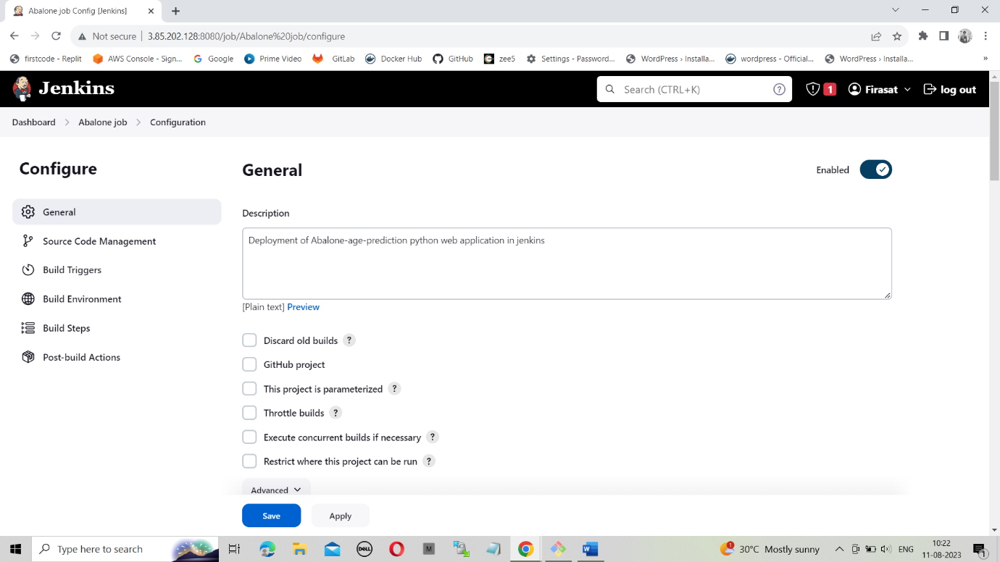 Abalone job Config [Jenkins]
Not secure 3.85.202.128:8080/job/Abalone%20job/configure
firstcode - Replit AWS Console - Sign... Google Prime Video GitLab Docker Hub GitHub zee5 Settings - Password... WordPress › Installa... wordpress - Official... WordPress › Installa... »
Jenkins Search (CTRL+K) ? 1 Firasat log out
Dashboard Abalone job Configuration
Configure
General
Source Code Management
Build Triggers
Build Environment
Build Steps
Post-build Actions
General Enabled
Description
Deployment of Abalone-age-prediction python web application in jenkins
[Plain text] Preview
Discard old builds ?
GitHub project
This project is parameterized ?
Throttle builds ?
Execute concurrent builds if necessary ?
Restrict where this project can be run ?
Advanced
Save Apply
Type here to search DELL M W 1 30°C Mostly sunny ENG 10:22 1
11-08-2023